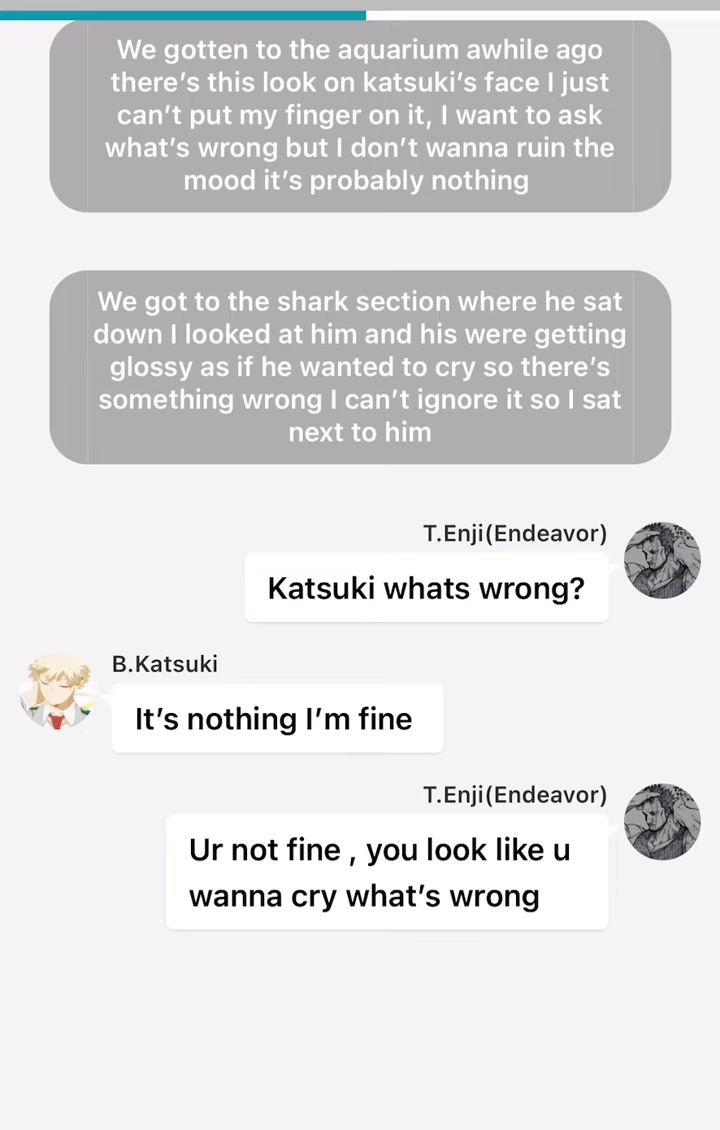 We gotten to the aquarium awhile ago
there's this look on katsuki's face I just
can't put my finger on it, I want to ask
what's wrong but I don't wanna ruin the
mood it's probably nothing
We got to the shark section where he sat
down I looked at him and his were getting
glossy as if he wanted to cry so there's
something wrong I can't ignore it so I sat
next to him
T.Enji(Endeavor)
Katsuki whats wrong?
B.Katsuki
It's nothing I'm fine
T.Enji(Endeavor)
Ur not fine , you look like u
wanna cry what's wrong